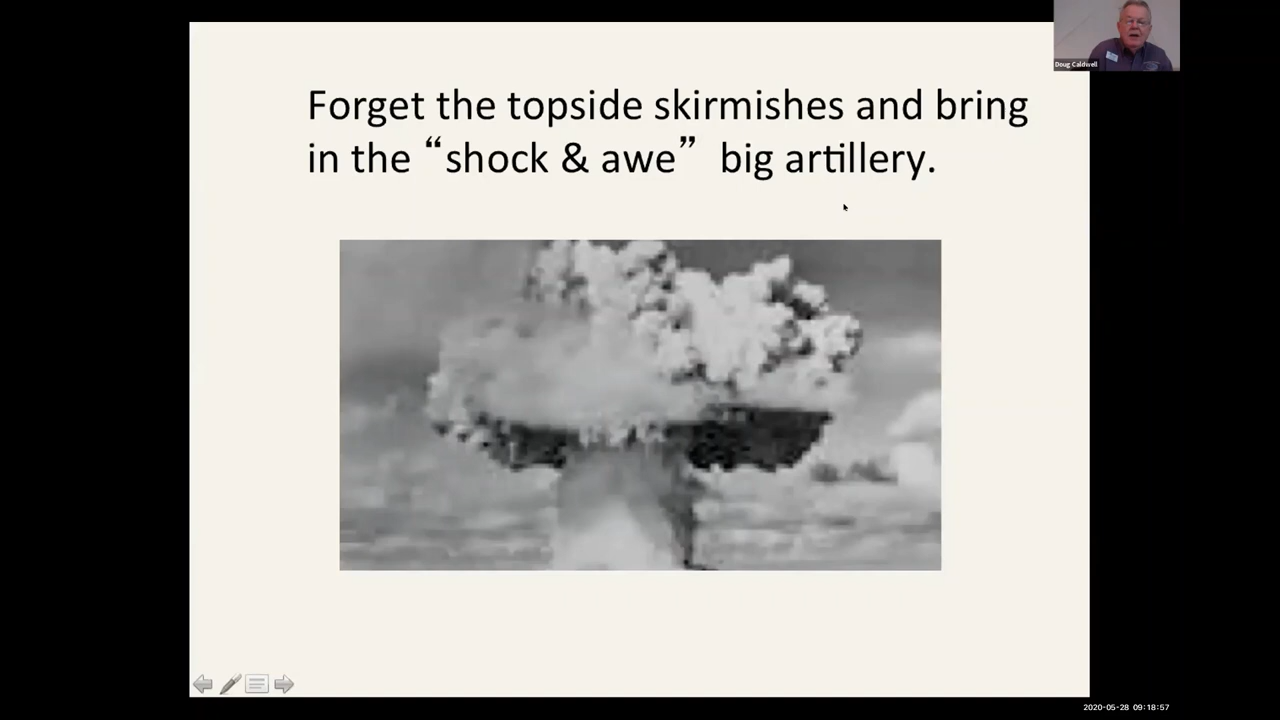 Doug Caldwell
Forget the topside skirmishes and bring
in the “shock & awe” big artillery.
2020-05-28 09:18:57